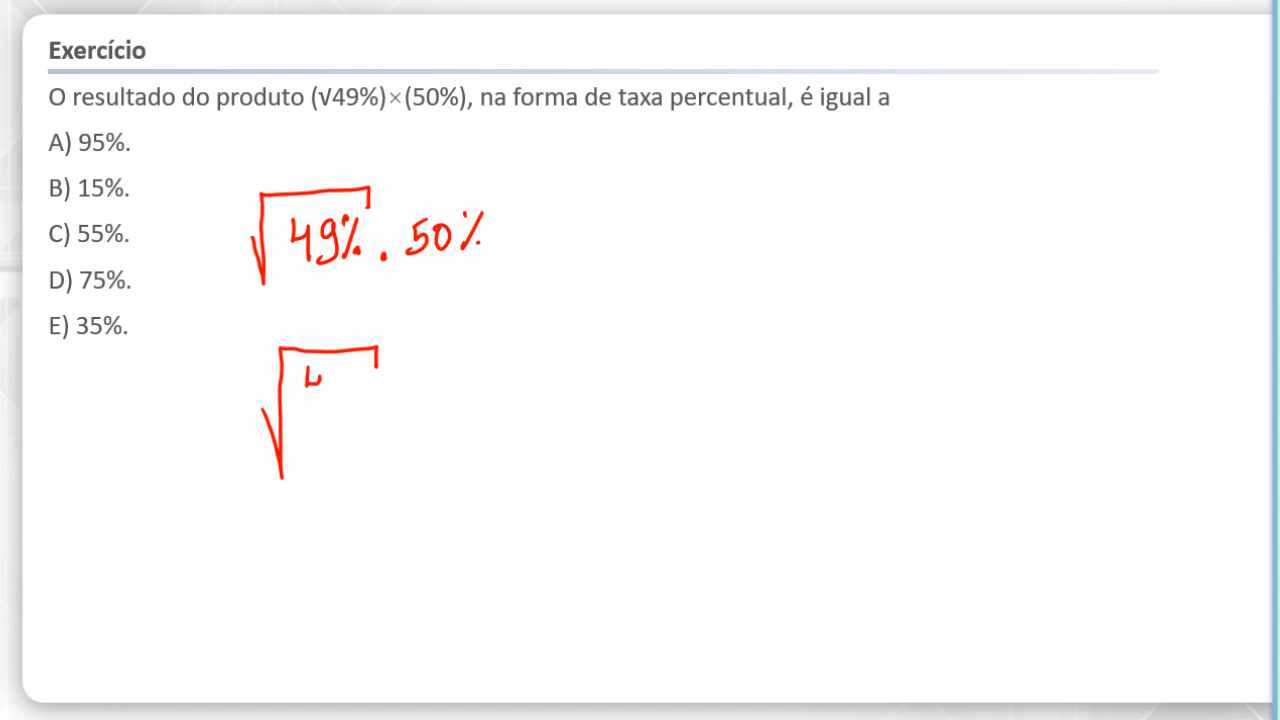 Exercício
O resultado do produto (√49%)×(50%), na forma de taxa percentual, é igual a
A) 95%.
B) 15%.
C) 55%.
D) 75%.
E) 35%.
√49% . 50%
√